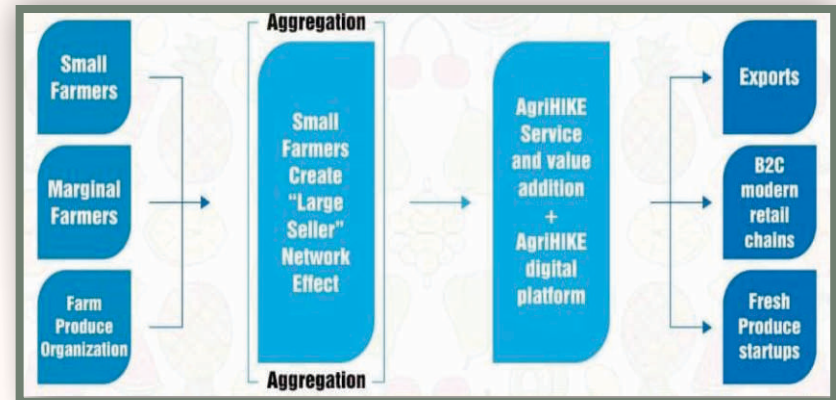 Small
Farmers
Marginal
Farmers
Farm
Produce
Organization
Aggregation
Small
Farmers
Create
“Large
Seller”
Network
Effect
Aggregation
AgriHIKE
Service
and value
addition
+
AgriHIKE
digital
platform
Exports
B2C
modern
retail
chains
Fresh
Produce
startups